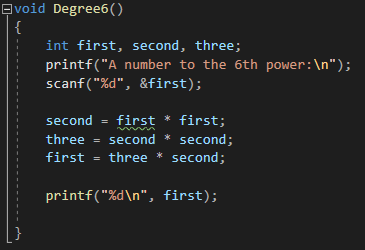 void Degree6()
{
    int first, second, three;
    printf("A number to the 6th power:\n");
    scanf("%d", &first);

    second = first * first;
    three = second * second;
    first = three * second;

    printf("%d\n", first);

}